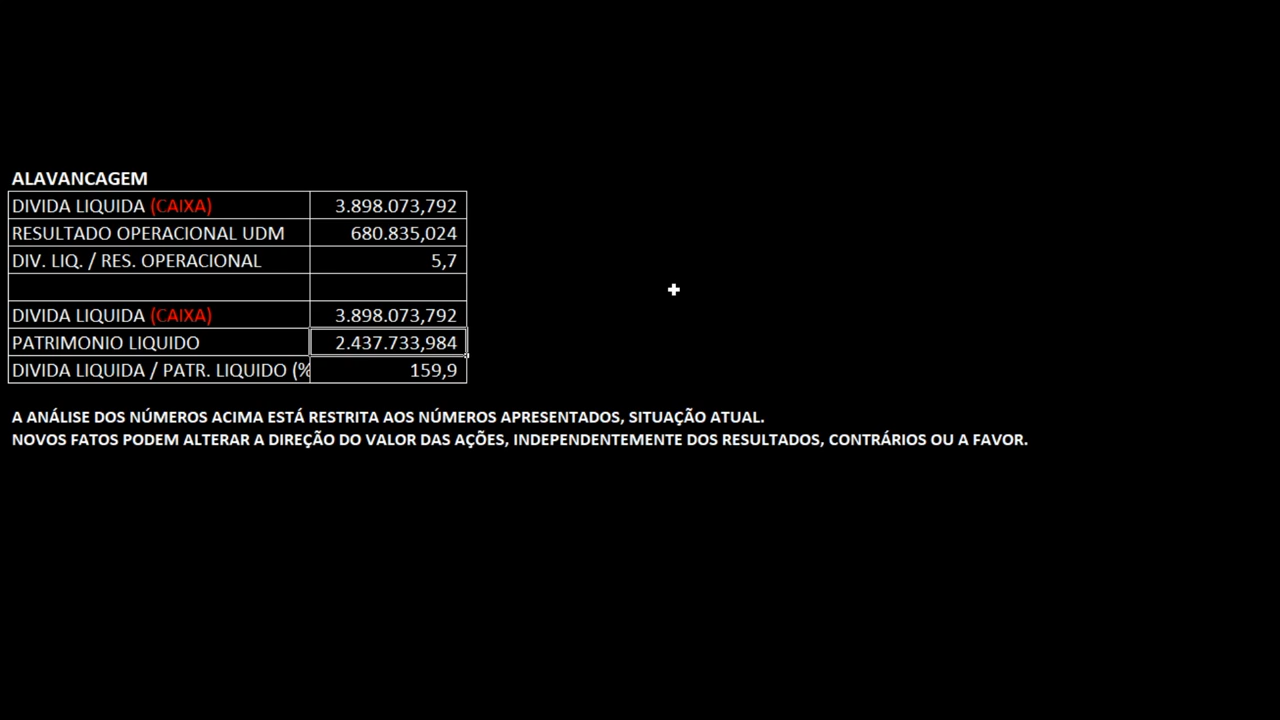 ALAVANCAGEM
DIVIDA LIQUIDA (CAIXA) 3.898.073,792
RESULTADO OPERACIONAL UDM 680.835,024
DIV. LIQ. / RES. OPERACIONAL 5,7
DIVIDA LIQUIDA (CAIXA) 3.898.073,792
PATRIMONIO LIQUIDO 2.437.733,984
DIVIDA LIQUIDA / PATR. LIQUIDO (% 159,9
A ANÁLISE DOS NÚMEROS ACIMA ESTÁ RESTRITA AOS NÚMEROS APRESENTADOS, SITUAÇÃO ATUAL.
NOVOS FATOS PODEM ALTERAR A DIREÇÃO DO VALOR DAS AÇÕES, INDEPENDENTEMENTE DOS RESULTADOS, CONTRÁRIOS OU A FAVOR.